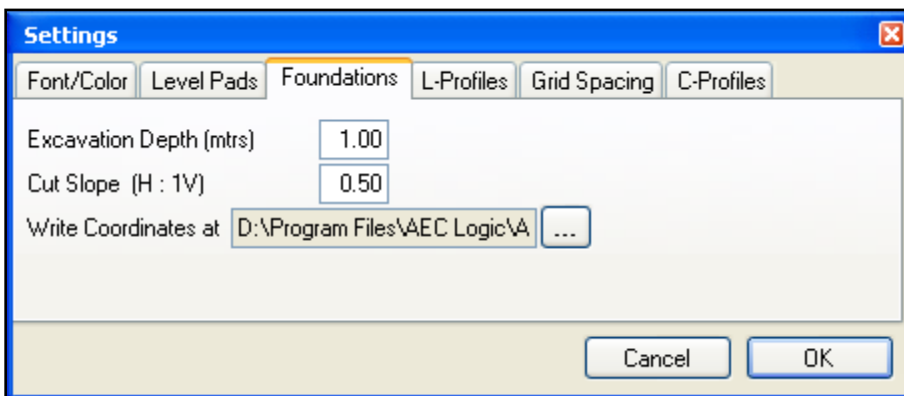 Settings
Font/Color Level Pads Foundations L-Profiles Grid Spacing C-Profiles
Excavation Depth (mtrs) 1.00
Cut Slope (H : 1V) 0.50
Write Coordinates at D:\Program Files\AEC Logic\A ...
Cancel OK